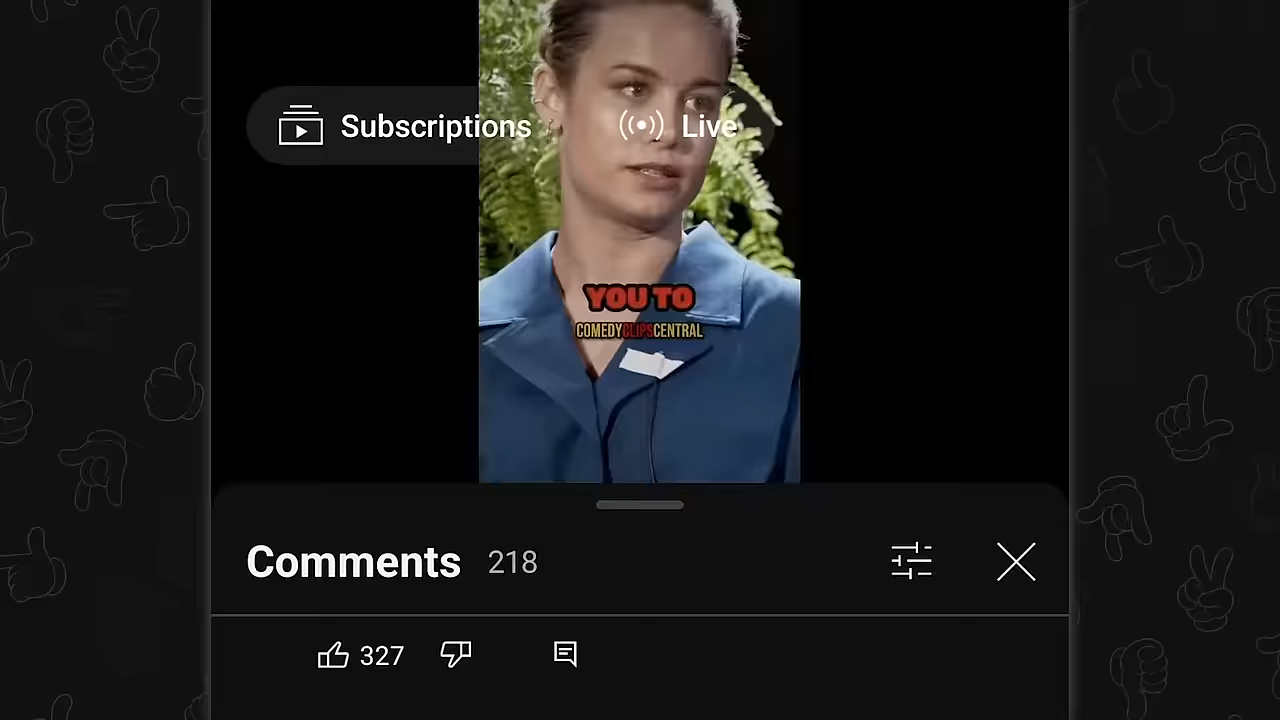 Subscriptions
Live
YOU TO
COMEDYCLIPSCENTRAL
Comments 218
327